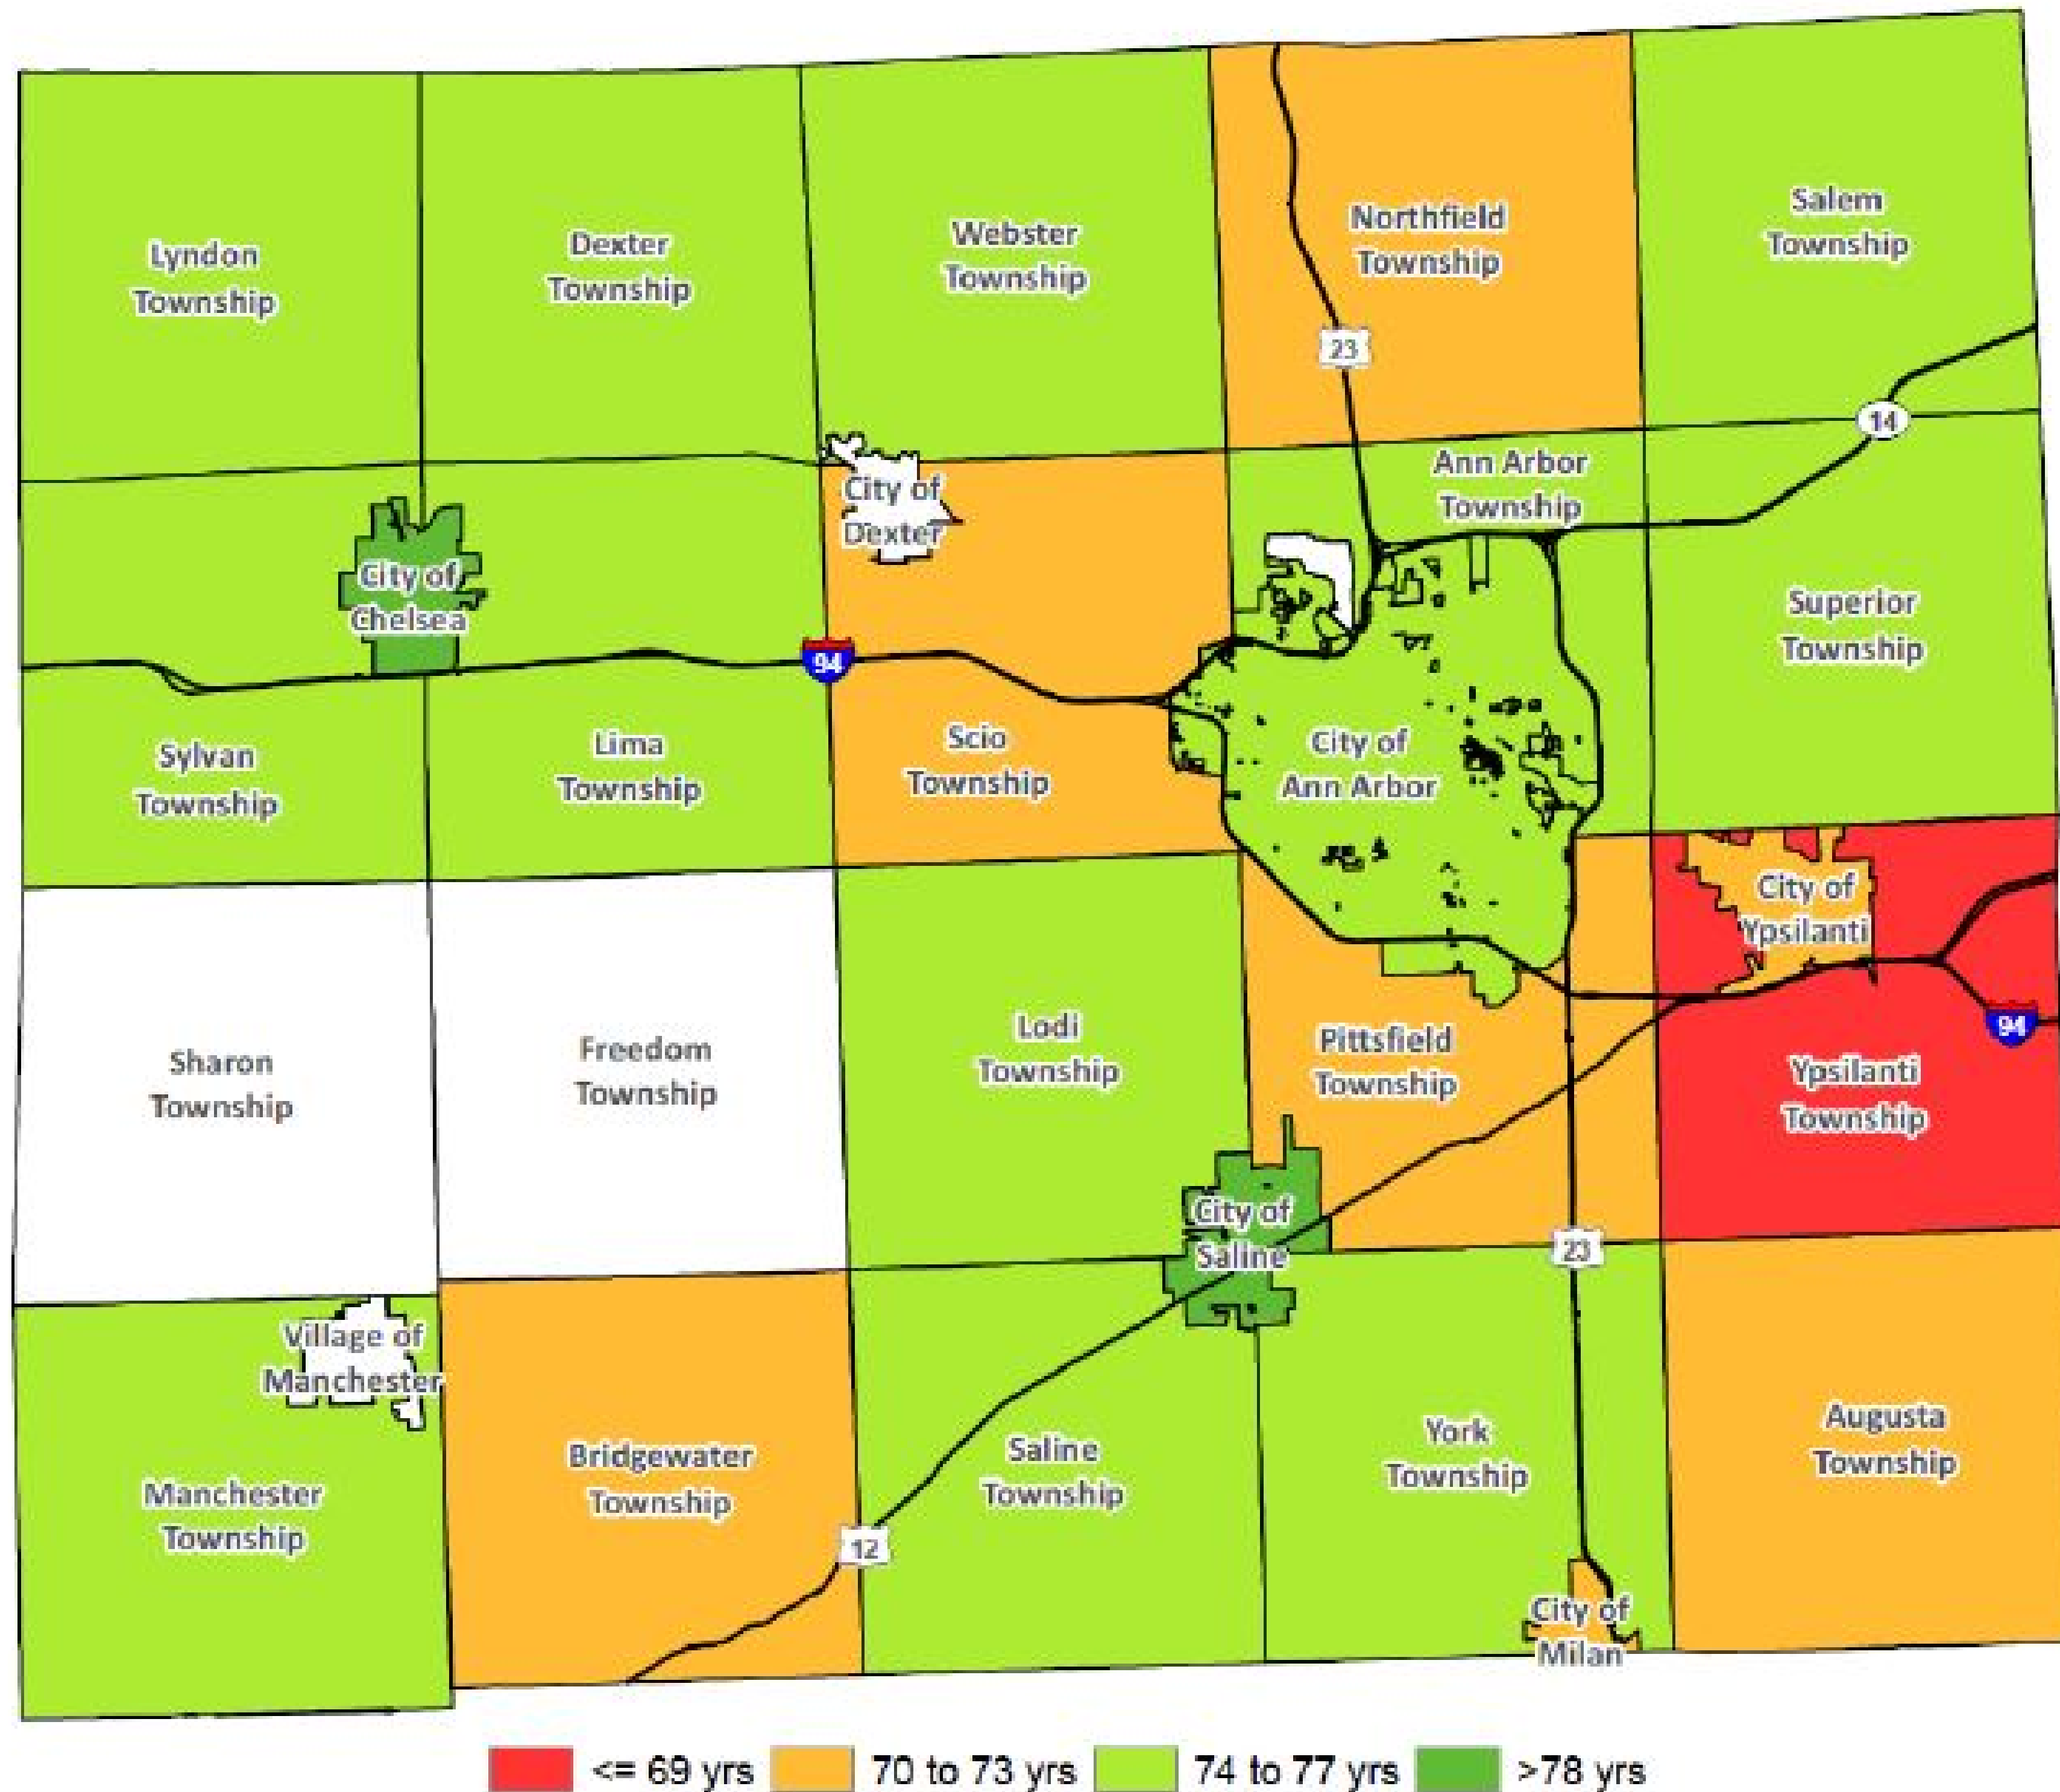 Lyndon
Township
Dexter
Township
Webster
Township
Northfield
Township
Salem
Township
23
14
Ann Arbor
Township
City of
Dexter
City of
Chelsea
Superior
Township
94
Sylvan
Township
Lima
Township
Scio
Township
City of
Ann Arbor
City of
Ypsilanti
Sharon
Township
Freedom
Township
Lodi
Township
Pittsfield
Township
94
Ypsilanti
Township
City of
Saline
23
Village of
Manchester
Manchester
Township
Bridgewater
Township
Saline
Township
York
Township
Augusta
Township
12
City of
Milan
<= 69 yrs 70 to 73 yrs 74 to 77 yrs >78 yrs